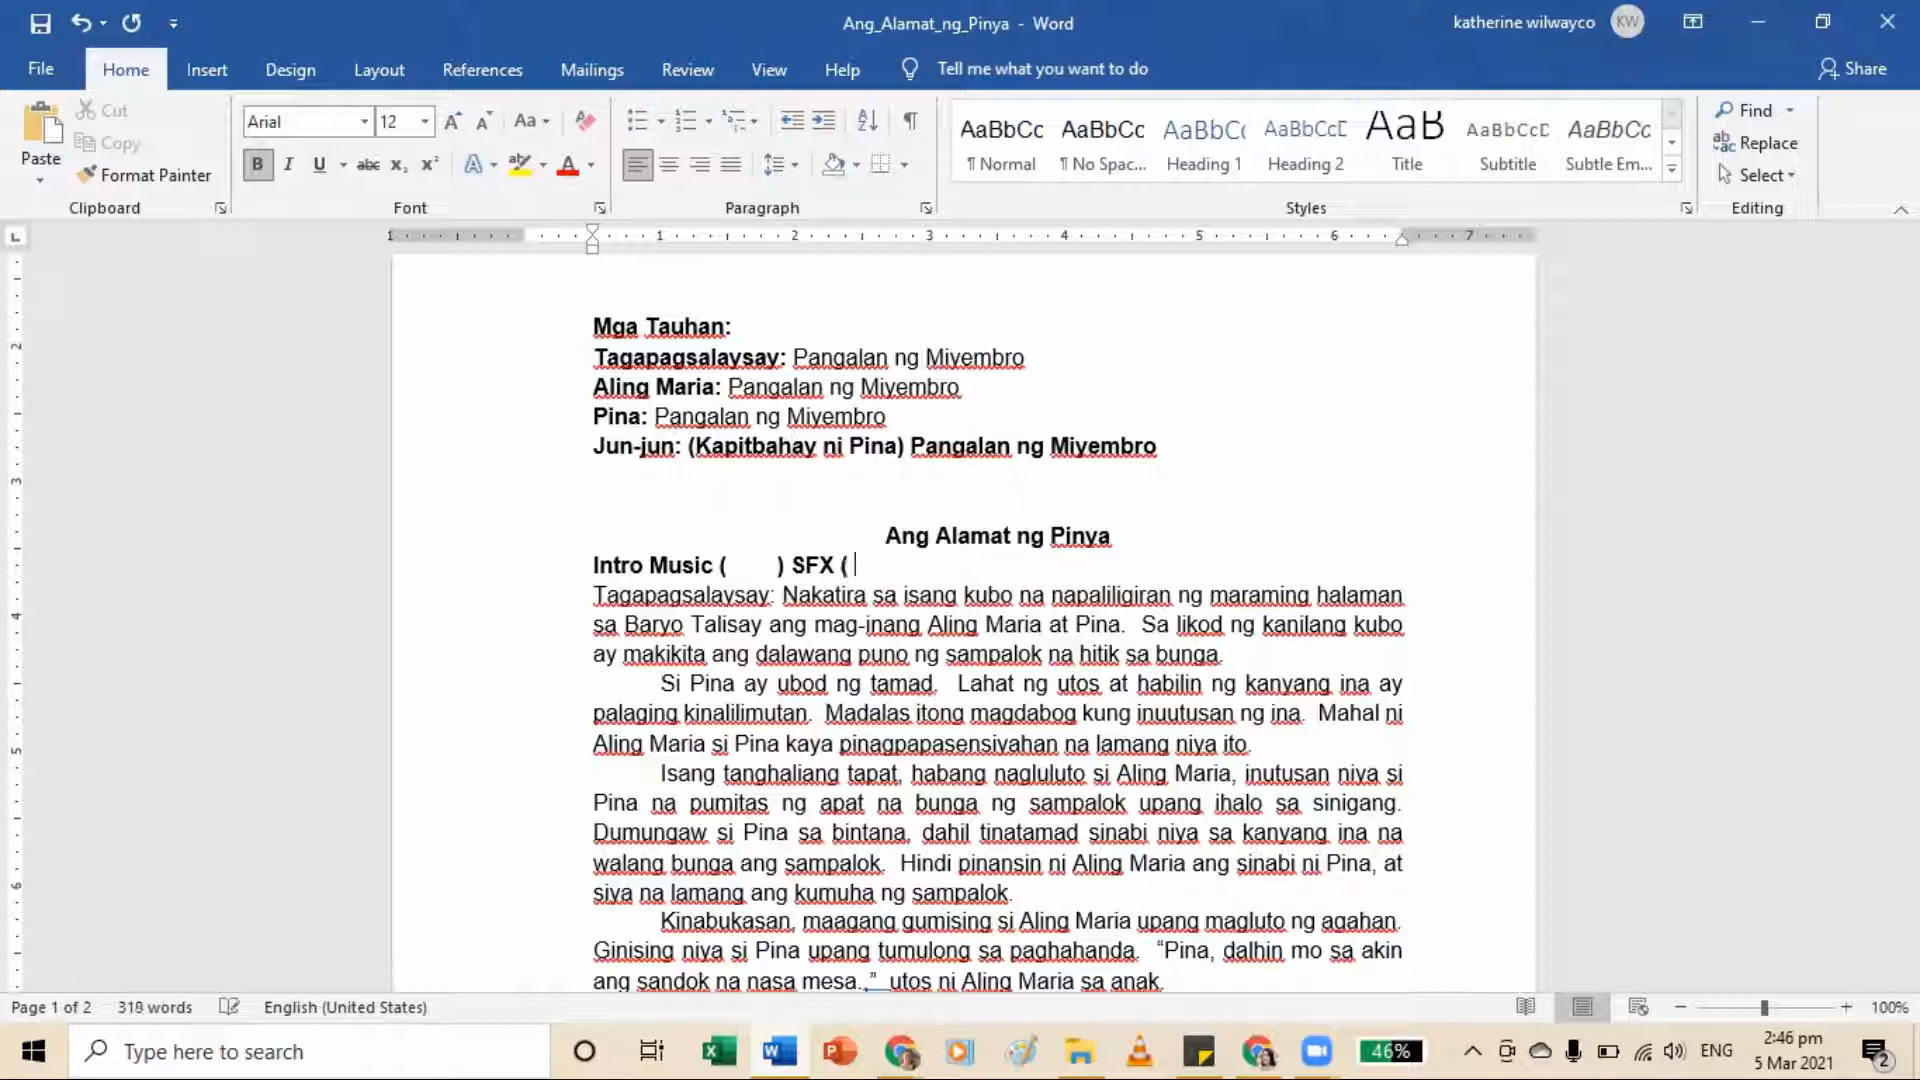 Ang_Alamat_ng_Pinya - Word
katherine wilwayco KW
File Home Insert Design Layout References Mailings Review View Help Tell me what you want to do Share
Paste Cut Copy Format Painter
Arial 12
AaBbCc AaBbCc AaBbC AaBbCcD AaB AaBbCcD AaBbCc
¶ Normal ¶ No Spac... Heading 1 Heading 2 Title Subtitle Subtle Em...
Find Replace Select
Clipboard Font Paragraph Styles Editing
1 1 2 3 4 5 6 7
Mga Tauhan:
Tagapagsalaysay: Pangalan ng Miyembro
Aling Maria: Pangalan ng Miyembro
Pina: Pangalan ng Miyembro
Jun-jun: (Kapitbahay ni Pina) Pangalan ng Miyembro
Ang Alamat ng Pinya
Intro Music ( ) SFX (
Tagapagsalaysay: Nakatira sa isang kubo na napaliligiran ng maraming halaman
sa Baryo Talisay ang mag-inang Aling Maria at Pina. Sa likod ng kanilang kubo
ay makikita ang dalawang puno ng sampalok na hitik sa bunga.
Si Pina ay ubod ng tamad. Lahat ng utos at habilin ng kanyang ina ay
palaging kinalilimutan. Madalas itong magdabog kung inuutusan ng ina. Mahal ni
Aling Maria si Pina kaya pinagpapasensiyahan na lamang niya ito.
Isang tanghaliang tapat, habang nagluluto si Aling Maria, inutusan niya si
Pina na pumitas ng apat na bunga ng sampalok upang ihalo sa sinigang.
Dumungaw si Pina sa bintana, dahil tinatamad sinabi niya sa kanyang ina na
walang bunga ang sampalok. Hindi pinansin ni Aling Maria ang sinabi ni Pina, at
siya na lamang ang kumuha ng sampalok.
Kinabukasan, maagang gumising si Aling Maria upang magluto ng agahan.
Ginising niya si Pina upang tumulong sa paghahanda. “Pina, dalhin mo sa akin
ang sandok na nasa mesa.,” utos ni Aling Maria sa anak.
Page 1 of 2 319 words English (United States) 100%
Type here to search 46% ENG 2:46 pm
5 Mar 2021 2